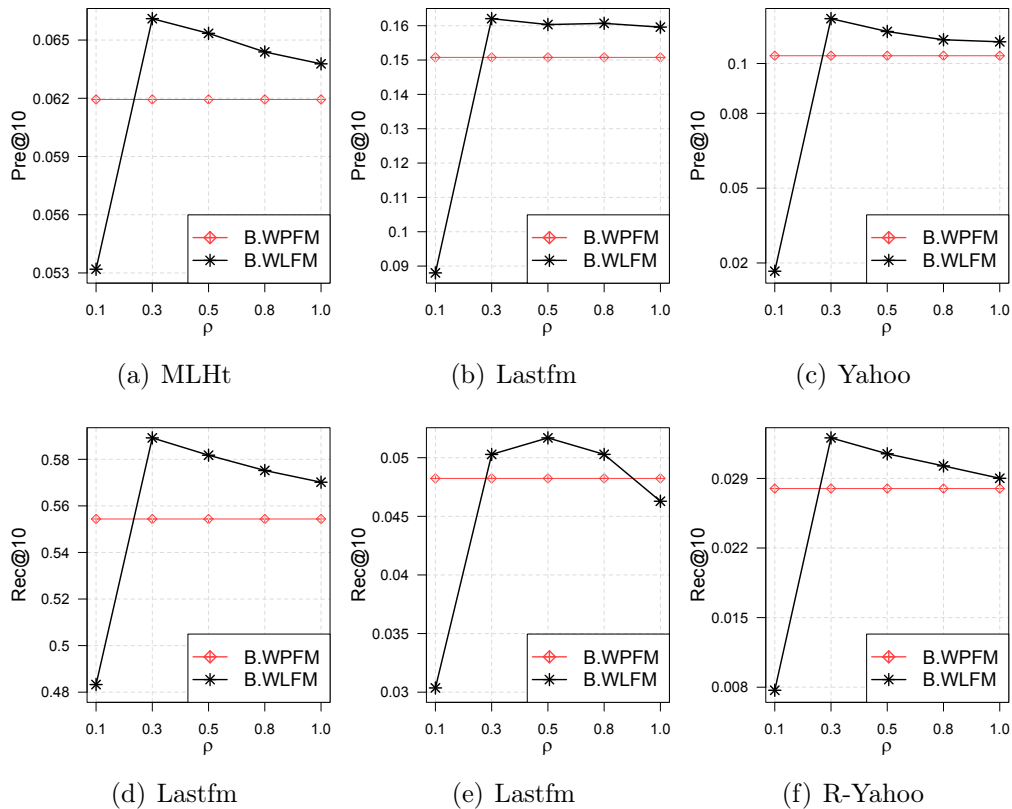 Pre@10
0.065
0.062
0.059
0.056
0.053
B.WPFM
B.WLFM
0.1 0.3 0.5 0.8 1.0
ρ
(a) MLHt
Pre@10
0.16
0.15
0.14
0.13
0.12
0.11
0.1
0.09
B.WPFM
B.WLFM
0.1 0.3 0.5 0.8 1.0
ρ
(b) Lastfm
Pre@10
0.1
0.08
0.05
0.02
B.WPFM
B.WLFM
0.1 0.3 0.5 0.8 1.0
ρ
(c) Yahoo
Rec@10
0.58
0.56
0.54
0.52
0.5
0.48
B.WPFM
B.WLFM
0.1 0.3 0.5 0.8 1.0
ρ
(d) Lastfm
Rec@10
0.05
0.045
0.04
0.035
0.03
B.WPFM
B.WLFM
0.1 0.3 0.5 0.8 1.0
ρ
(e) Lastfm
Rec@10
0.029
0.022
0.015
0.008
B.WPFM
B.WLFM
0.1 0.3 0.5 0.8 1.0
ρ
(f) R-Yahoo